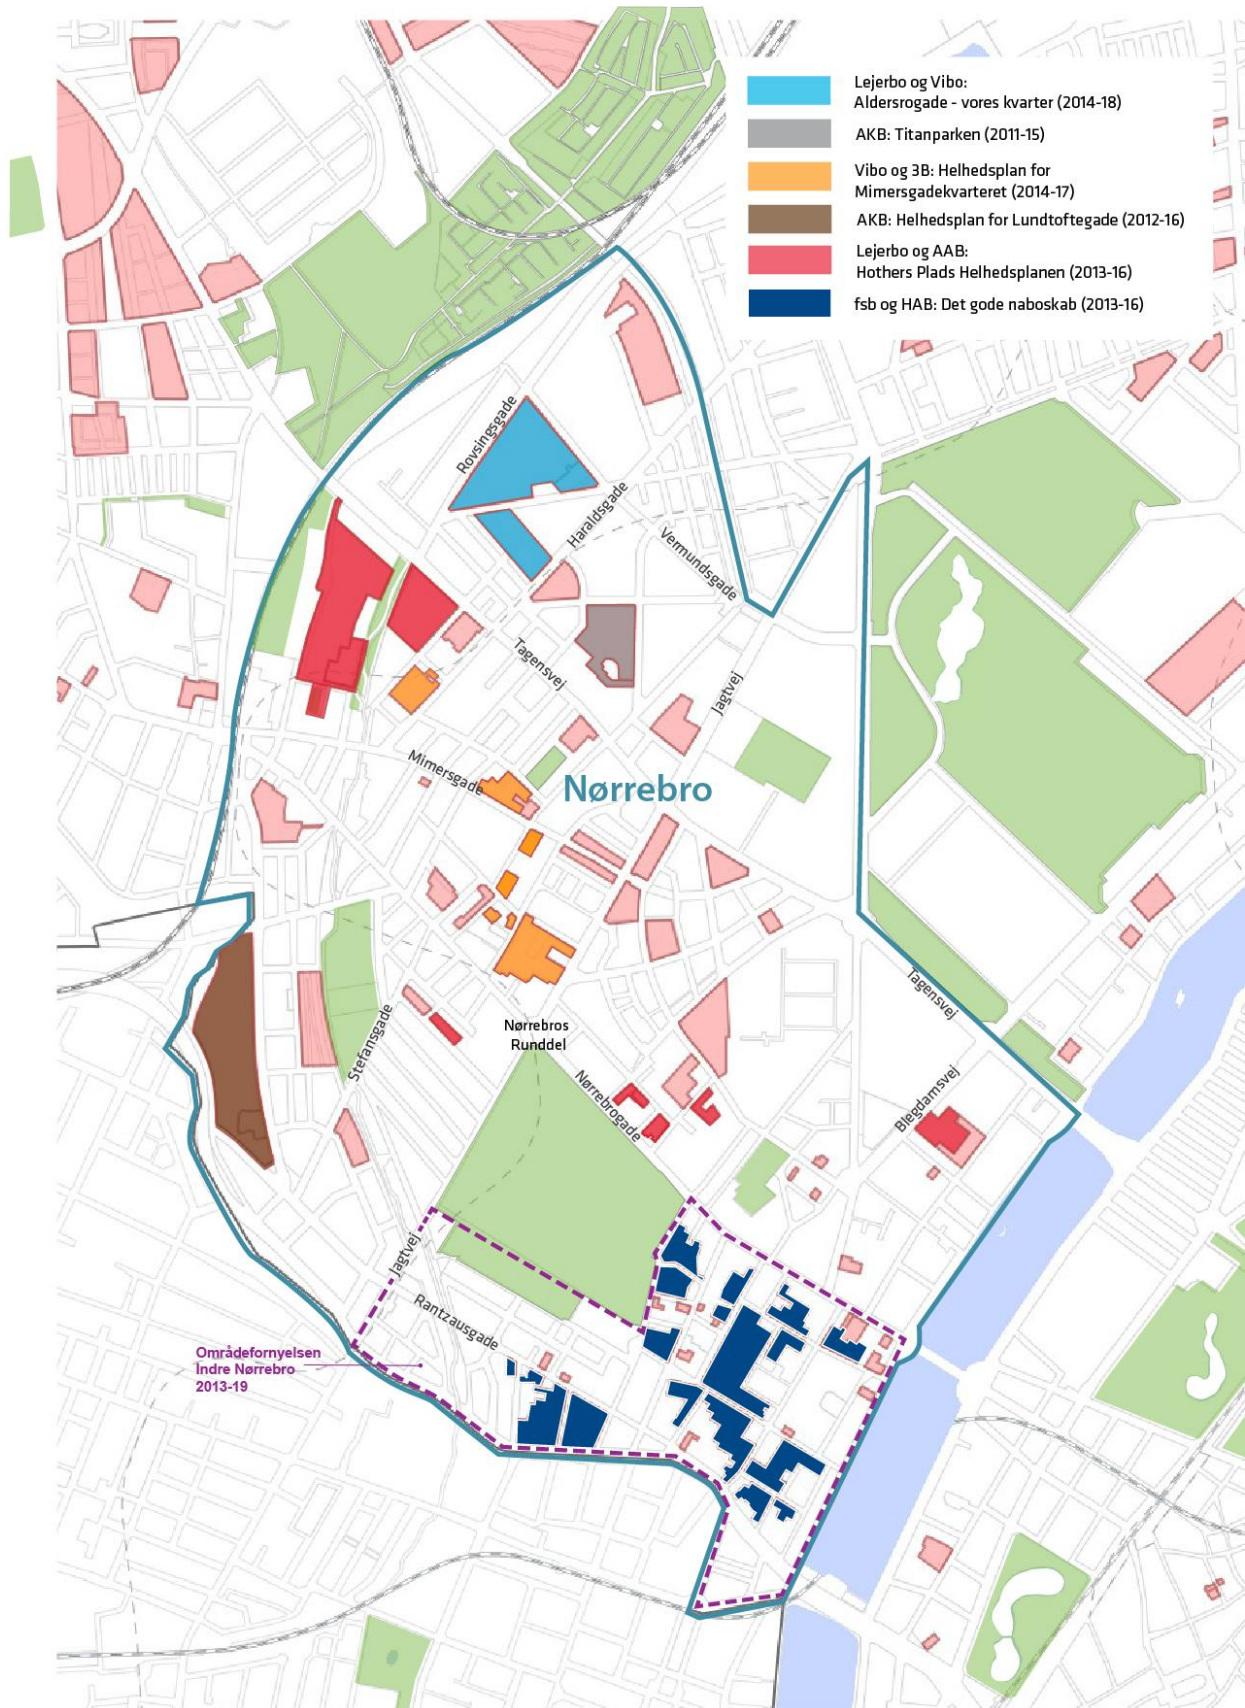 Lejerbo og Vibo:
Aldersrogade - vores kvarter (2014-18)
AKB: Titanparken (2011-15)
Vibo og 3B: Helhedsplan for
Mimersgadekvarteret (2014-17)
AKB: Helhedsplan for Lundtoftegade (2012-16)
Lejerbo og AAB:
Hothers Plads Helhedsplanen (2013-16)
fsb og HAB: Det gode naboskab (2013-16)
Rovsingsgade
Haraldsgade
Vermundsgade
Tagensvej
Jagtvej
Mimersgade
Nørrebro
Tagensvej
Stefansgade
Nørrebros
Runddel
Nørrebrogade
Blegdamsvej
Jagtvej
Rantzausgade
Områdefornyelsen
Indre Nørrebro
2013-19